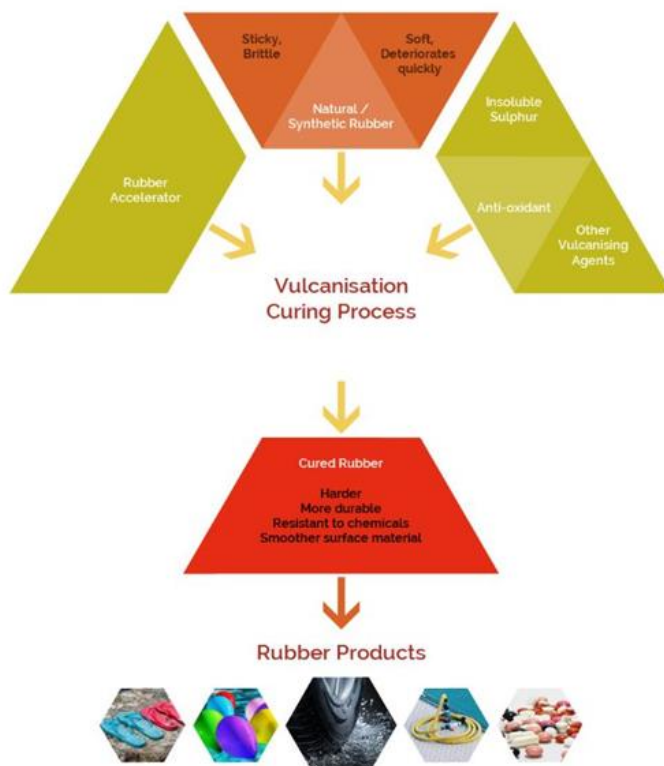 Sticky,
Brittle
Soft,
Deteriorates
quickly
Natural /
Synthetic Rubber
Insoluble
Sulphur
Rubber
Accelerator
Anti-oxidant
Other
Vulcanising
Agents
Vulcanisation
Curing Process
Cured Rubber
Harder
More durable
Resistant to chemicals
Smoother surface material
Rubber Products